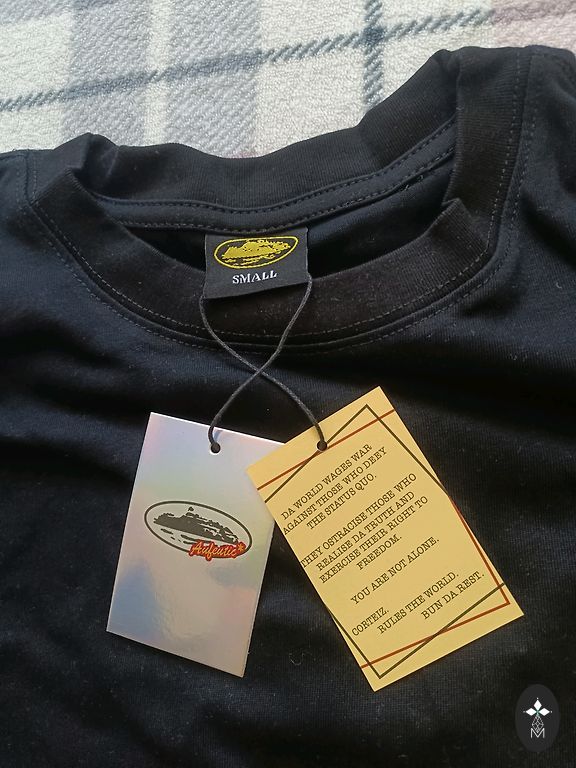 SMALL
Aufentic*
DA WORLD WAGES WAR
AGAINST THOSE WHO DEFY
THE STATUS QUO.
THEY OSTRACISE THOSE WHO
REALISE DA TRUTH AND
EXERCISE THEIR RIGHT TO
FREEDOM.
YOU ARE NOT ALONE.
CORTEIZ.
RULES THE WORLD.
BUN DA REST.
M